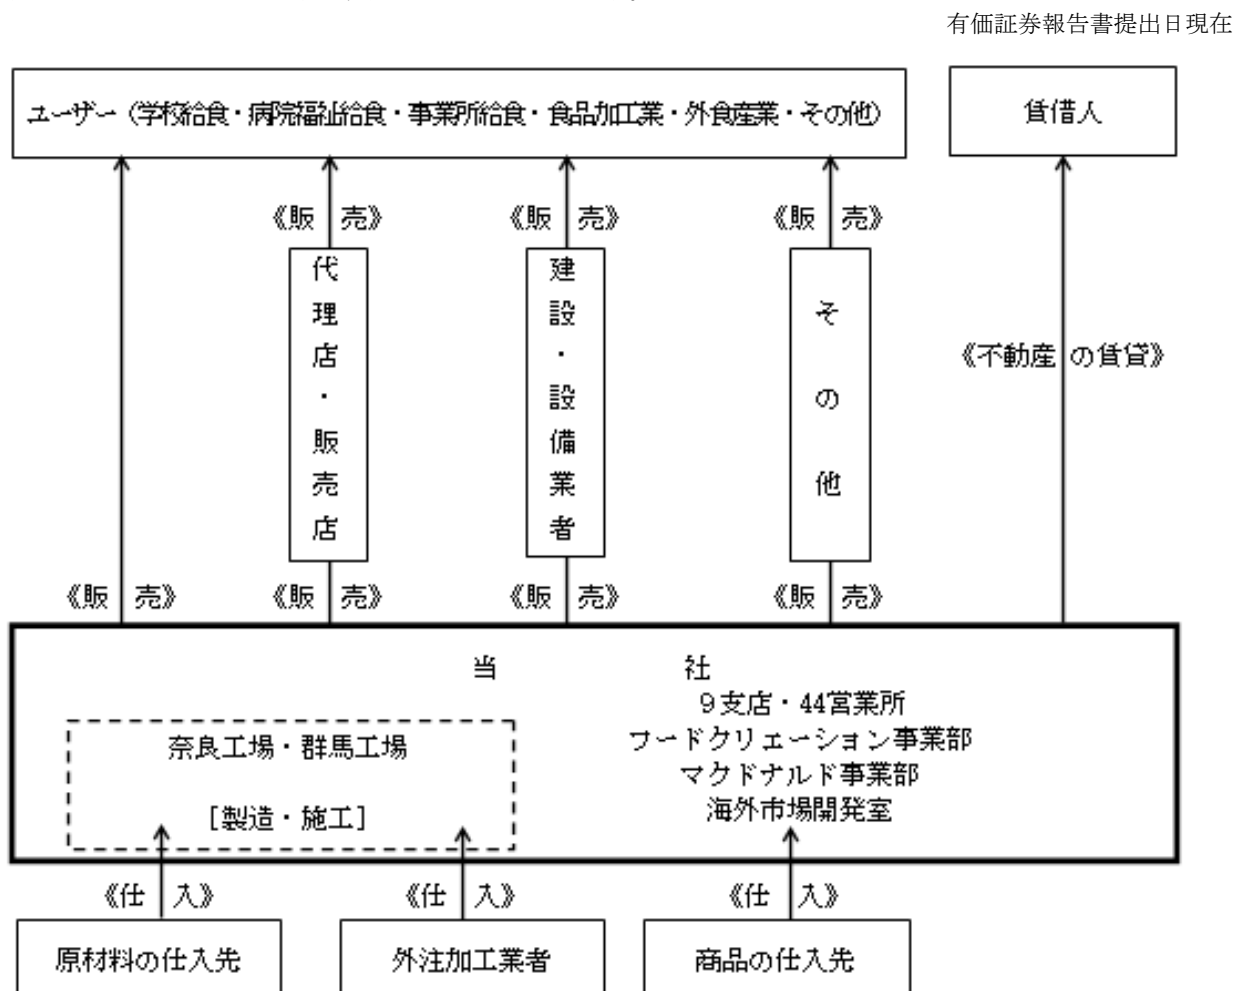 有価証券報告書提出日現在
ユーザー（学校給食・病院福祉給食・事業所給食・食品加工業・外食産業・その他）
賃借人
《販売》
《販売》
《販売》
代理店・販売店
建設・設備業者
その他
《不動産の賃貸》
《販売》
《販売》
《販売》
《販売》
当社
9支店・44営業所
フードクリエーション事業部
マクドナルド事業部
海外市場開発室
奈良工場・群馬工場
[製造・施工]
《仕入》
《仕入》
《仕入》
原材料の仕入先
外注加工業者
商品の仕入先